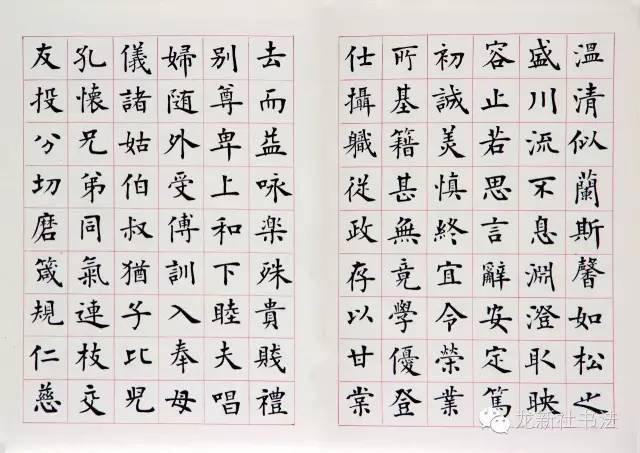 温清似蘭斯馨如松之
盛川流不息淵澄取映
容止若思言辭安定篤
初誠美慎終宜令榮業
所基籍甚無竟學優登
仕攝職從政存以甘棠
去而益咏樂殊貴賤禮
別尊卑上和下睦夫唱
婦随外受傅訓入奉母
儀諸姑伯叔猶子比兒
孔懷兄弟同氣連枝交
友投分切磨箴規仁慈
龙新社书法